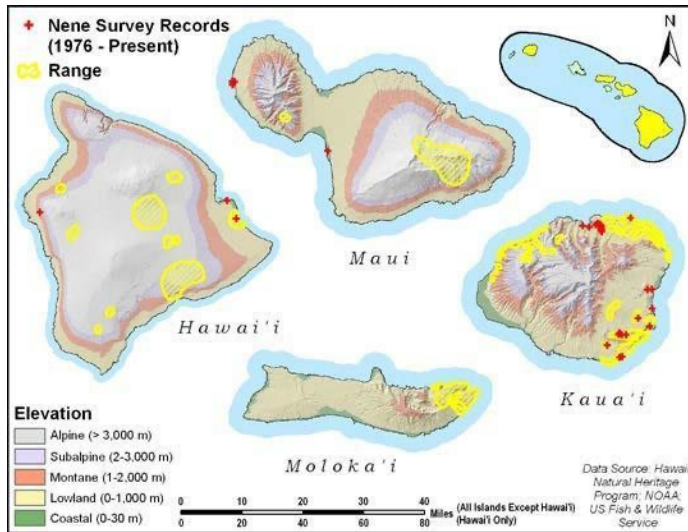 Nene Survey Records
(1976 - Present)
Range
N
Maui
Hawai'i
Kaua'i
Moloka'i
Elevation
Alpine (> 3,000 m)
Subalpine (2-3,000 m)
Montane (1-2,000 m)
Lowland (0-1,000 m)
Coastal (0-30 m)
0 10 20 30 40
Miles (All Islands Except Hawai'i)
(Hawai'i Only)
0 20 40 60 80
Data Source: Hawaii
Natural Heritage
Program; NOAA;
US Fish & Wildlife
Service